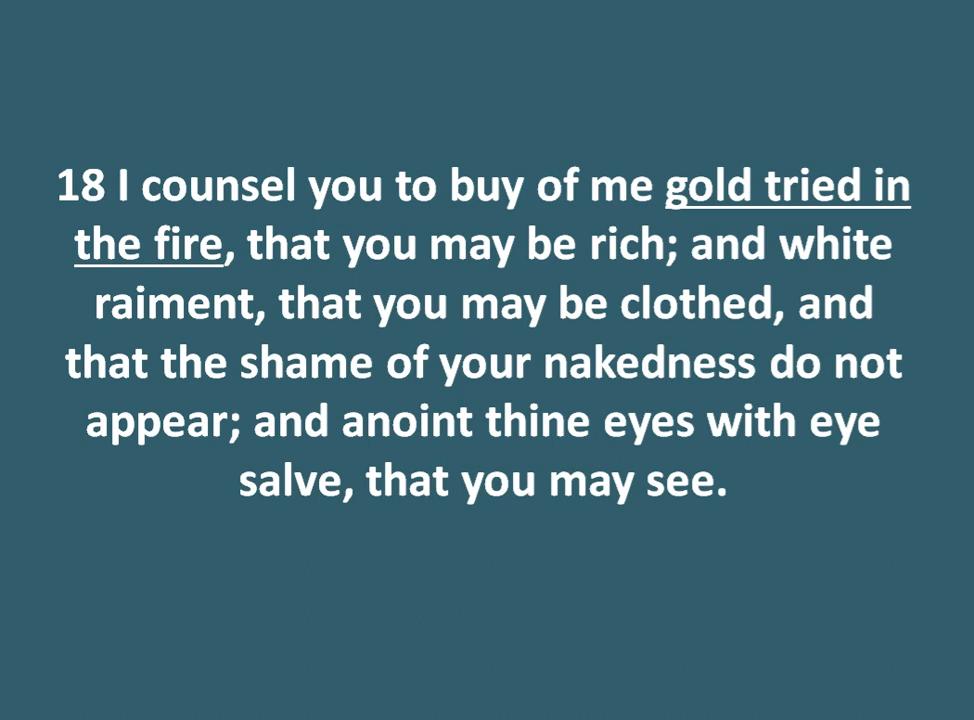 18 I counsel you to buy of me gold tried in
the fire, that you may be rich; and white
raiment, that you may be clothed, and
that the shame of your nakedness do not
appear; and anoint thine eyes with eye
salve, that you may see.